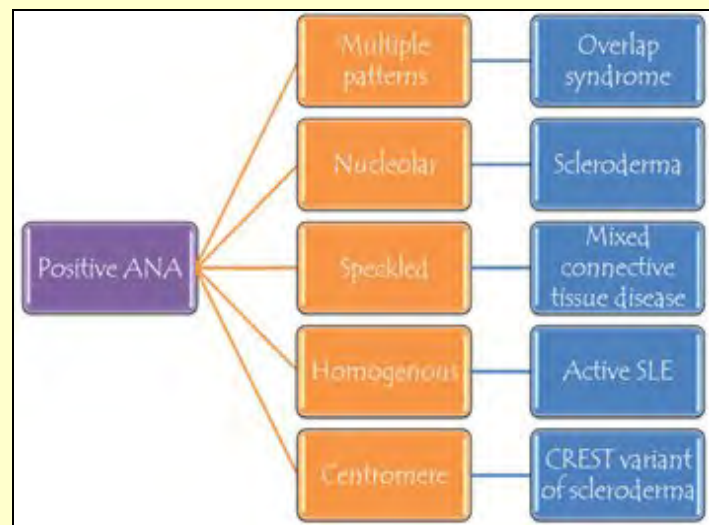 Positive ANA
Multiple
patterns
Overlap
syndrome
Nucleolar
Scleroderma
Speckled
Mixed
connective
tissue disease
Homogenous
Active SLE
Centromere
CREST variant
of scleroderma